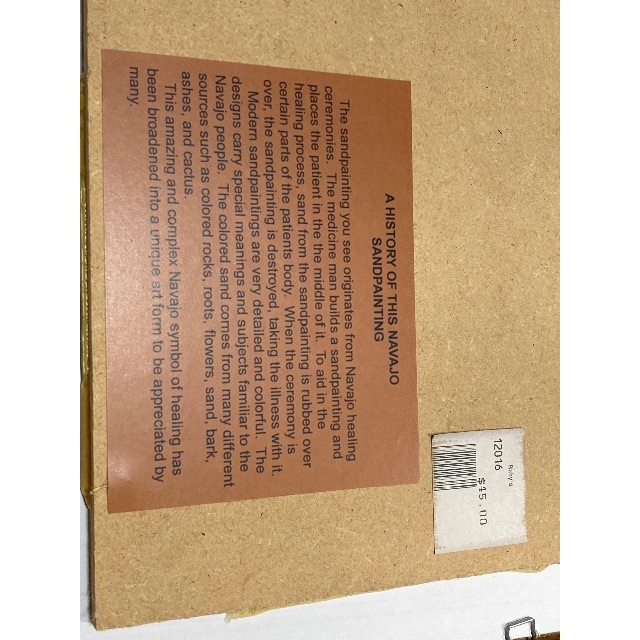 A HISTORY OF THIS NAVAJO
SANDPAINTING
The sandpainting you see originates from Navajo healing
ceremonies. The medicine man builds a sandpainting and
places the patient in the the middle of it. To aid in the
healing process, sand from the sandpainting is rubbed over
certain parts of the patients body. When the ceremony is
over, the sandpainting is destroyed, taking the illness with it.
Modern sandpaintings are very detailed and colorful. The
designs carry special meanings and subjects familiar to the
Navajo people. The colored sand comes from many different
sources such as colored rocks, roots, flowers, sand, bark,
ashes, and cactus.
This amazing and complex Navajo symbol of healing has
been broadened into a unique art form to be appreciated by
many.
Ruby's
12016
$15.00